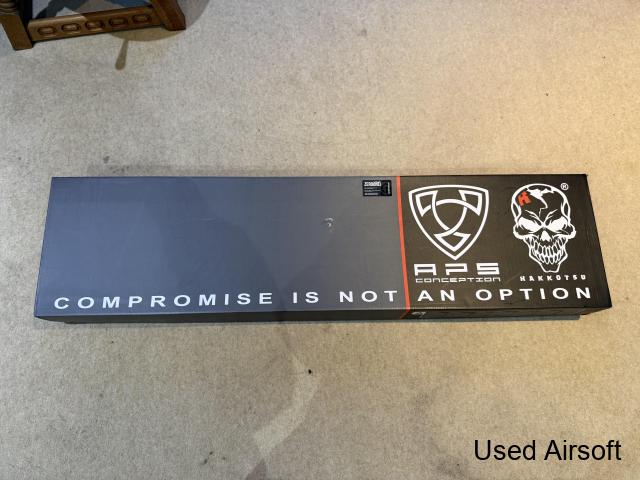 APS
CONCEPTION
®
HAKKOTSU
COMPROMISE IS NOT AN OPTION
Used Airsoft